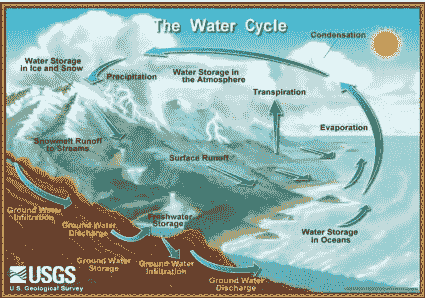 The Water Cycle
Condensation
Water Storage
in Ice and Snow
Precipitation
Water Storage in
the Atmosphere
Transpiration
Evaporation
Snowmelt Runoff
to Streams
Surface Runoff
Ground Water
Infiltration
Ground Water
Discharge
Freshwater
Storage
Water Storage
in Oceans
Ground Water
Storage
Ground Water
Infiltration
Ground Water
Discharge
USGS
U.S. Geological Survey